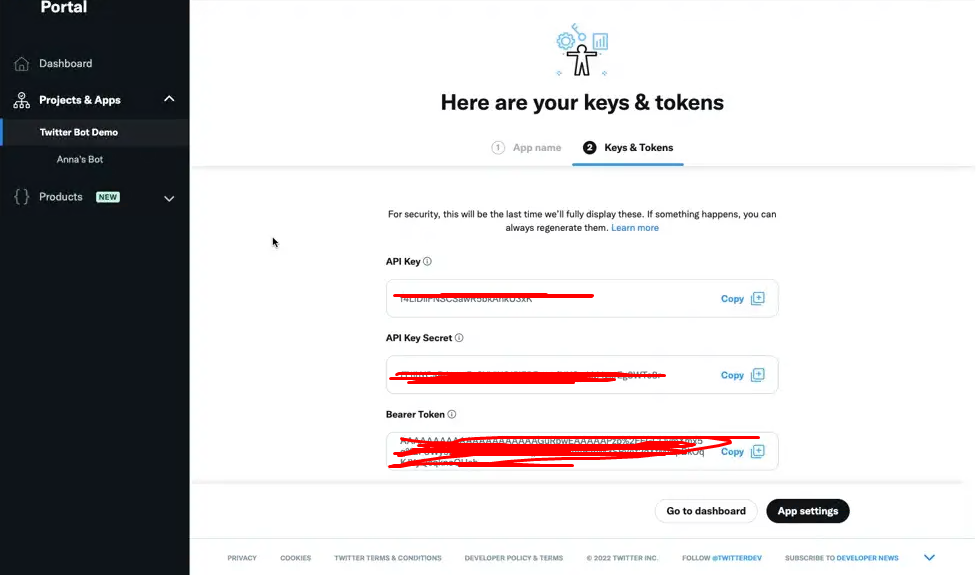 Portal
Dashboard
Projects & Apps
Twitter Bot Demo
Anna's Bot
Products NEW
Here are your keys & tokens
1 App name 2 Keys & Tokens
For security, this will be the last time we'll fully display these. If something happens, you can
always regenerate them. Learn more
API Key
Copy
API Key Secret
Copy
Bearer Token
Copy
Go to dashboard App settings
PRIVACY COOKIES TWITTER TERMS & CONDITIONS DEVELOPER POLICY & TERMS © 2022 TWITTER INC. FOLLOW @TWITTERDEV SUBSCRIBE TO DEVELOPER NEWS